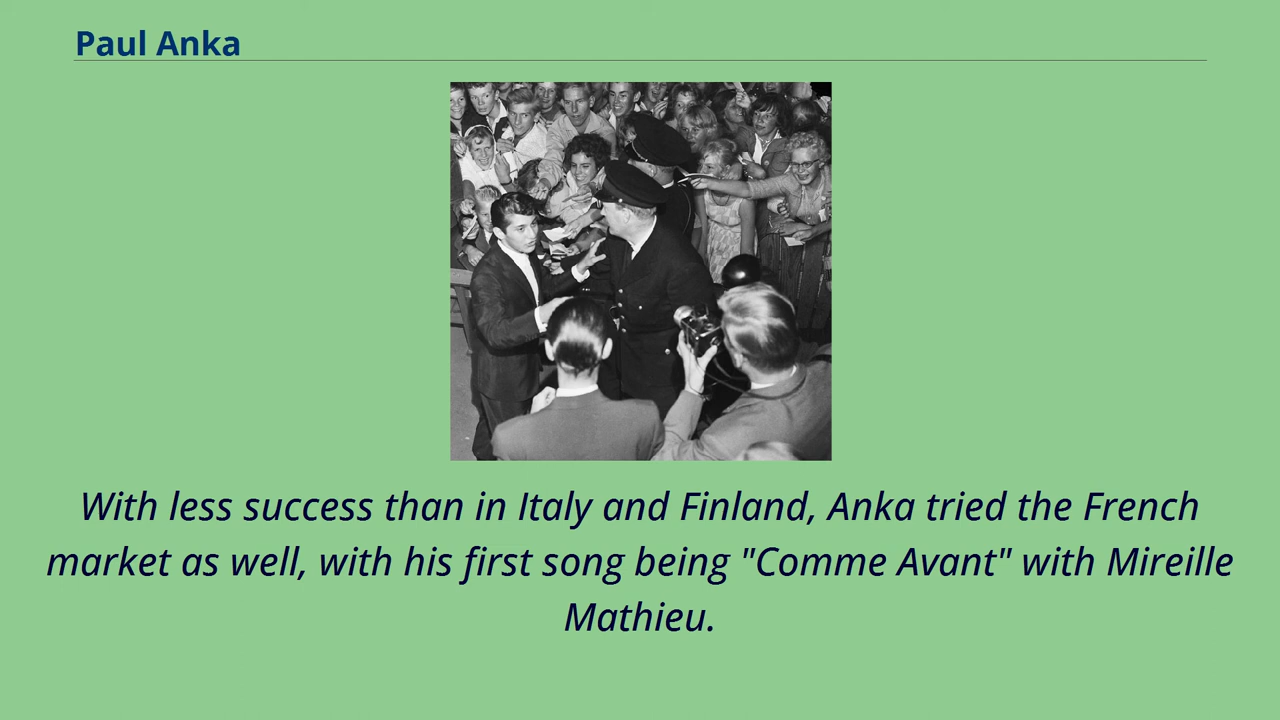 Paul Anka
With less success than in Italy and Finland, Anka tried the French
market as well, with his first song being "Comme Avant" with Mireille
Mathieu.